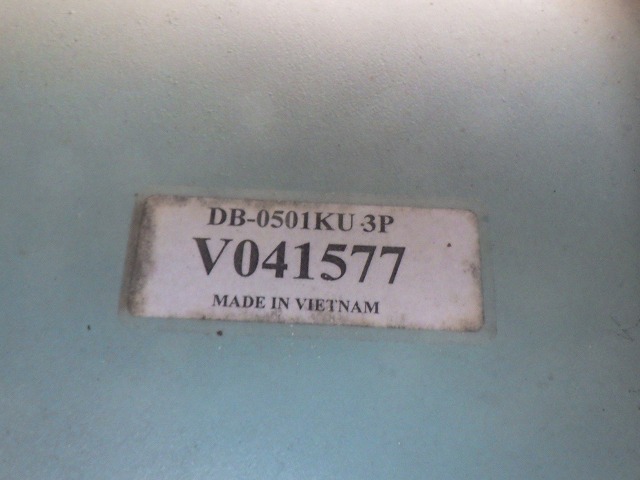 DB-0501KU 3P
V041577
MADE IN VIETNAM